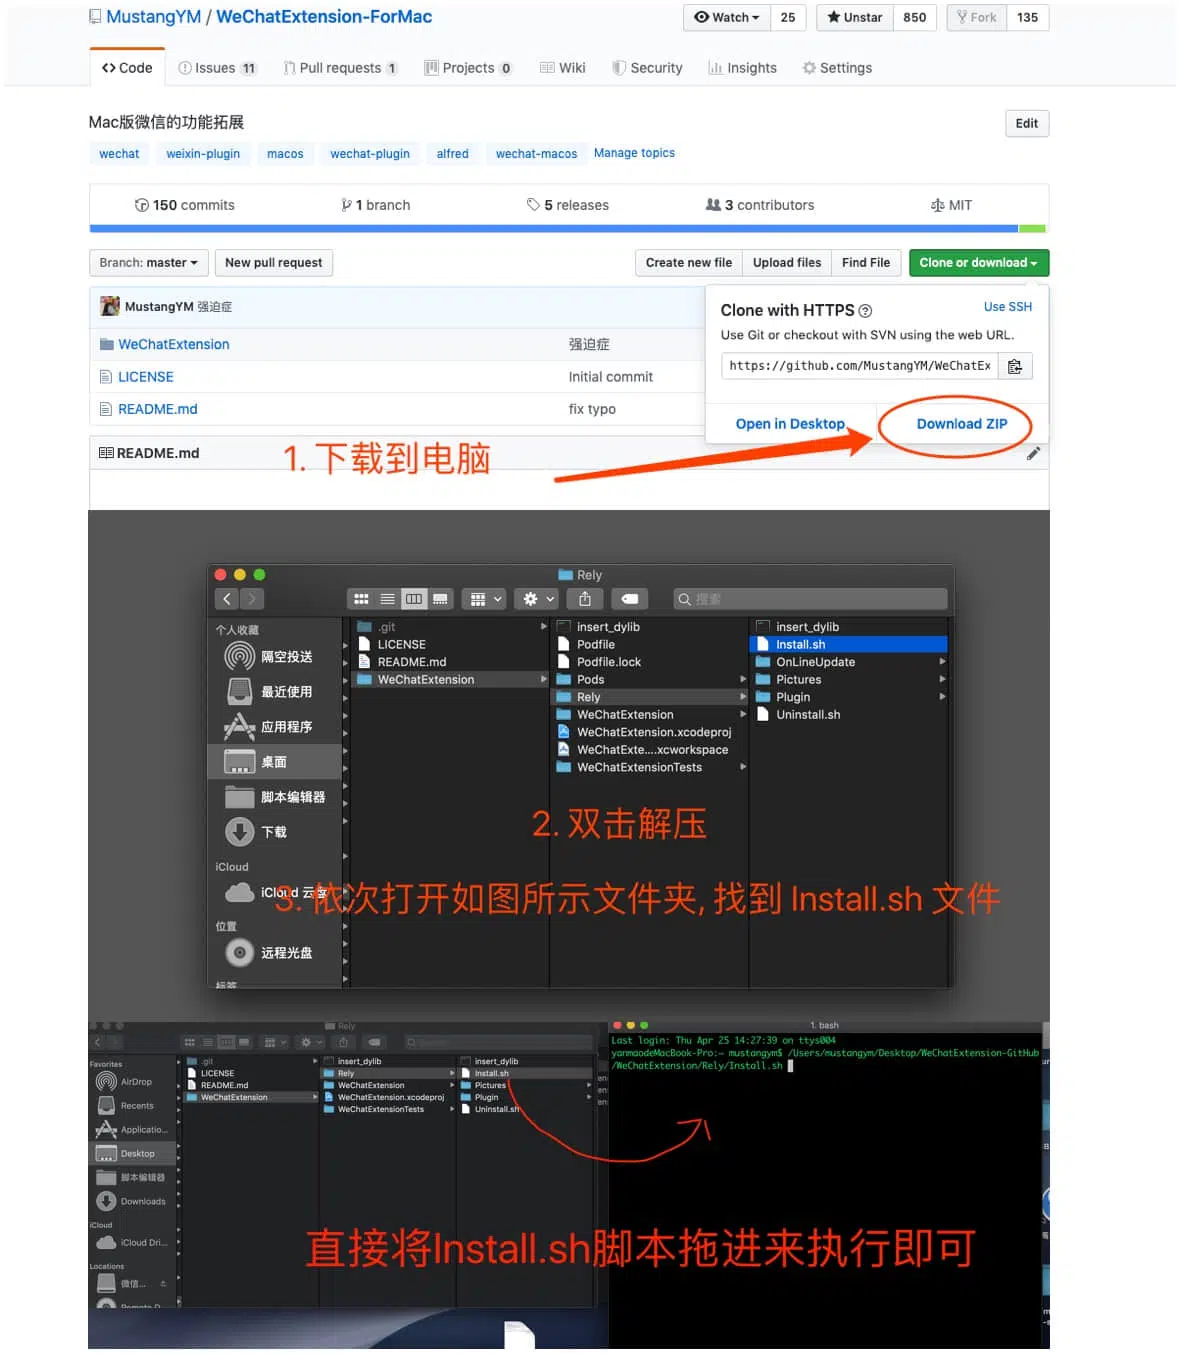 MustangYM / WeChatExtension-ForMac
Watch 25 Unstar 850 Fork 135
Code Issues 11 Pull requests 1 Projects 0 Wiki Security Insights Settings
Mac版微信的功能拓展
Edit
wechat weixin-plugin macos wechat-plugin alfred wechat-macos Manage topics
150 commits 1 branch 5 releases 3 contributors MIT
Branch: master New pull request Create new file Upload files Find File Clone or download
MustangYM 强迫症
WeChatExtension 强迫症
LICENSE Initial commit
README.md fix typo
Clone with HTTPS Use SSH
Use Git or checkout with SVN using the web URL.
https://github.com/MustangYM/WeChatEx
Open in Desktop Download ZIP
README.md
1. 下载到电脑
Rely
搜索
个人收藏
隔空投送
最近使用
应用程序
桌面
脚本编辑器
下载
iCloud
iCloud 云盘
位置
远程光盘
标签
.git
LICENSE
README.md
WeChatExtension
insert_dylib
Podfile
Podfile.lock
Pods
Rely
WeChatExtension
WeChatExtension.xcodeproj
WeChatExte....xcworkspace
WeChatExtensionTests
insert_dylib
Install.sh
OnLineUpdate
Pictures
Plugin
Uninstall.sh
2. 双击解压
3. 依次打开如图所示文件夹, 找到 Install.sh 文件
Rely
Favorites
AirDrop
Recents
Applicatio...
Desktop
脚本编辑器
Downloads
iCloud
iCloud Dri...
Locations
微信...
Remote D
.git
LICENSE
README.md
WeChatExtension
insert_dylib
Rely
WeChatExtension
WeChatExtension.xcodeproj
WeChatExtensionTests
insert_dylib
Install.sh
Pictures
Plugin
Uninstall.sh
1. bash
Last login: Thu Apr 25 14:27:39 on ttys004
yanmaodeMacBook-Pro:~ mustangym$ /Users/mustangym/Desktop/WeChatExtension-GitHub
/WeChatExtension/Rely/Install.sh
直接将Install.sh脚本拖进来执行即可